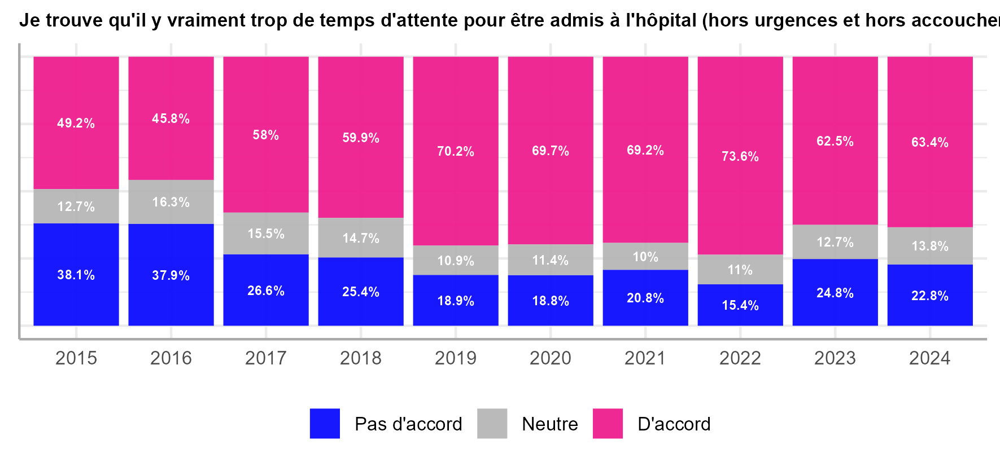 Je trouve qu'il y vraiment trop de temps d'attente pour être admis à l'hôpital (hors urgences et hors
49.2% 45.8% 58% 59.9% 70.2% 69.7% 69.2% 73.6% 62.5% 63.4%
12.7% 16.3% 15.5% 14.7% 10.9% 11.4% 10% 11% 12.7% 13.8%
38.1% 37.9% 26.6% 25.4% 18.9% 18.8% 20.8% 15.4% 24.8% 22.8%
2015 2016 2017 2018 2019 2020 2021 2022 2023 2024
Pas d'accord Neutre D'accord